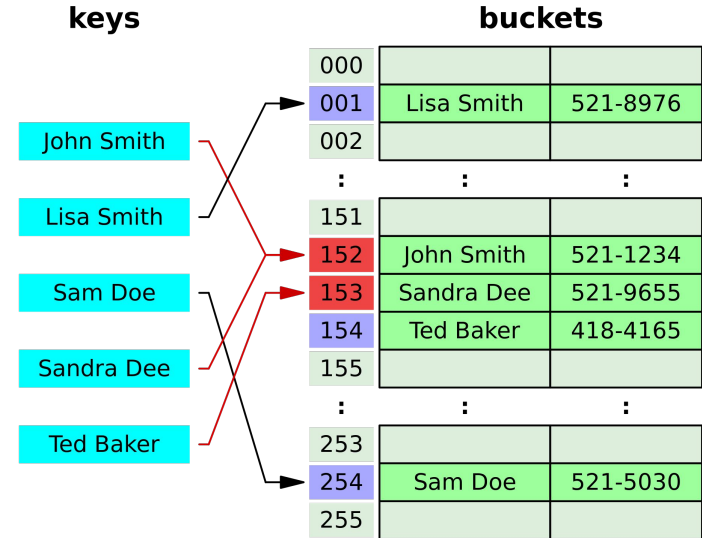 keys buckets
000
001 Lisa Smith 521-8976
John Smith 002
: : :
Lisa Smith 151
152 John Smith 521-1234
Sam Doe 153 Sandra Dee 521-9655
154 Ted Baker 418-4165
Sandra Dee 155
: : :
Ted Baker 253
254 Sam Doe 521-5030
255